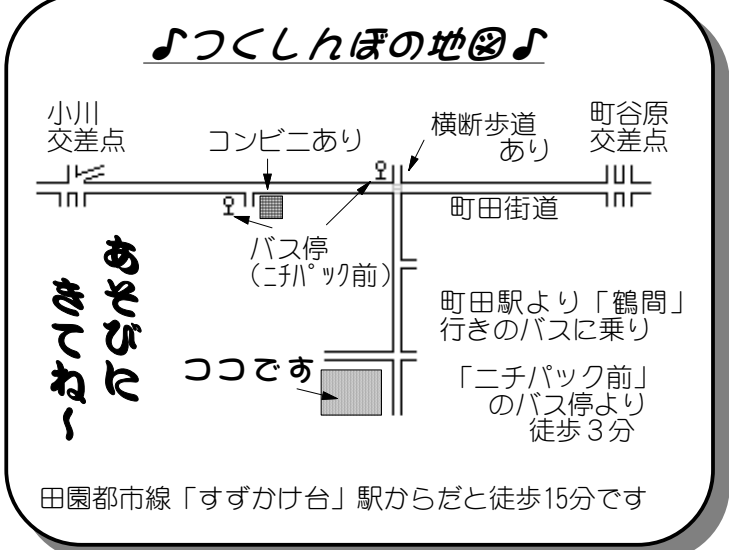 ♪つくしんぼの地図♪
小川
交差点
コンビニあり
横断歩道
あり
町谷原
交差点
町田街道
バス停
(ニチパック前)
あそびに
きてね～
町田駅より「鶴間」
行きのバスに乗り
ココです
「ニチパック前」
のバス停より
徒歩3分
田園都市線「すずかけ台」駅からだと徒歩15分です